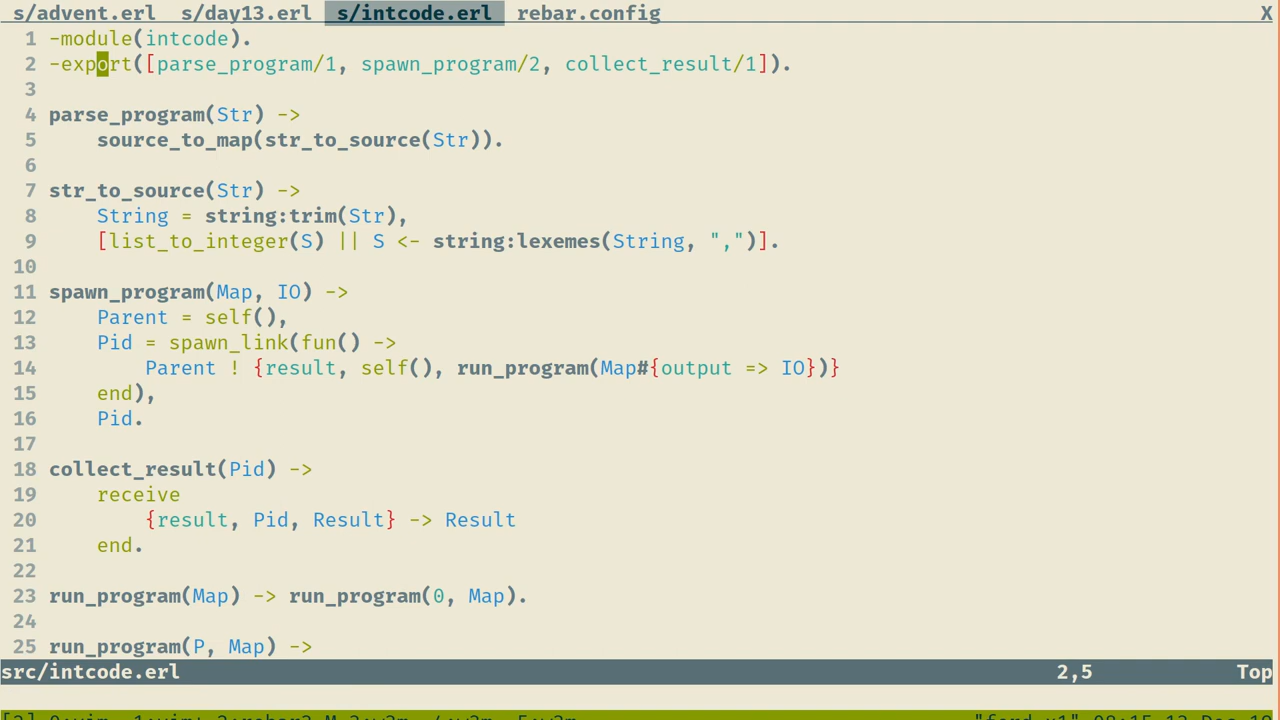 s/advent.erl s/day13.erl s/intcode.erl rebar.config X
1 -module(intcode).
2 -export([parse_program/1, spawn_program/2, collect_result/1]).
3
4 parse_program(Str) ->
5     source_to_map(str_to_source(Str)).
6
7 str_to_source(Str) ->
8     String = string:trim(Str),
9     [list_to_integer(S) || S <- string:lexemes(String, ",")].
10
11 spawn_program(Map, IO) ->
12     Parent = self(),
13     Pid = spawn_link(fun() ->
14         Parent ! {result, self(), run_program(Map#{output => IO})}
15     end),
16     Pid.
17
18 collect_result(Pid) ->
19     receive
20         {result, Pid, Result} -> Result
21     end.
22
23 run_program(Map) -> run_program(0, Map).
24
25 run_program(P, Map) ->
src/intcode.erl 2,5 Top